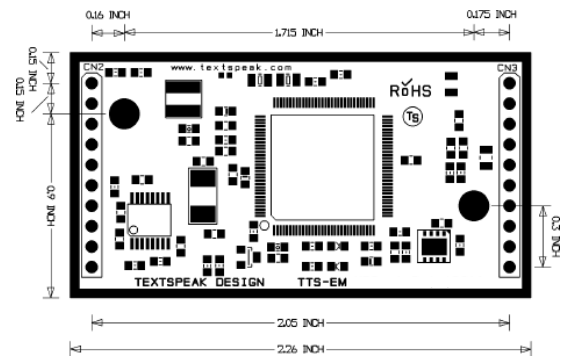 0.16 INCH
1.715 INCH
0.175 INCH
0.15 INCH
0.15 INCH
0.9 INCH
CN2
www.textspeak.com
CN3
RoHS
TS
0.3 INCH
TEXTSPEAK DESIGN
TTS-EM
2.05 INCH
2.26 INCH